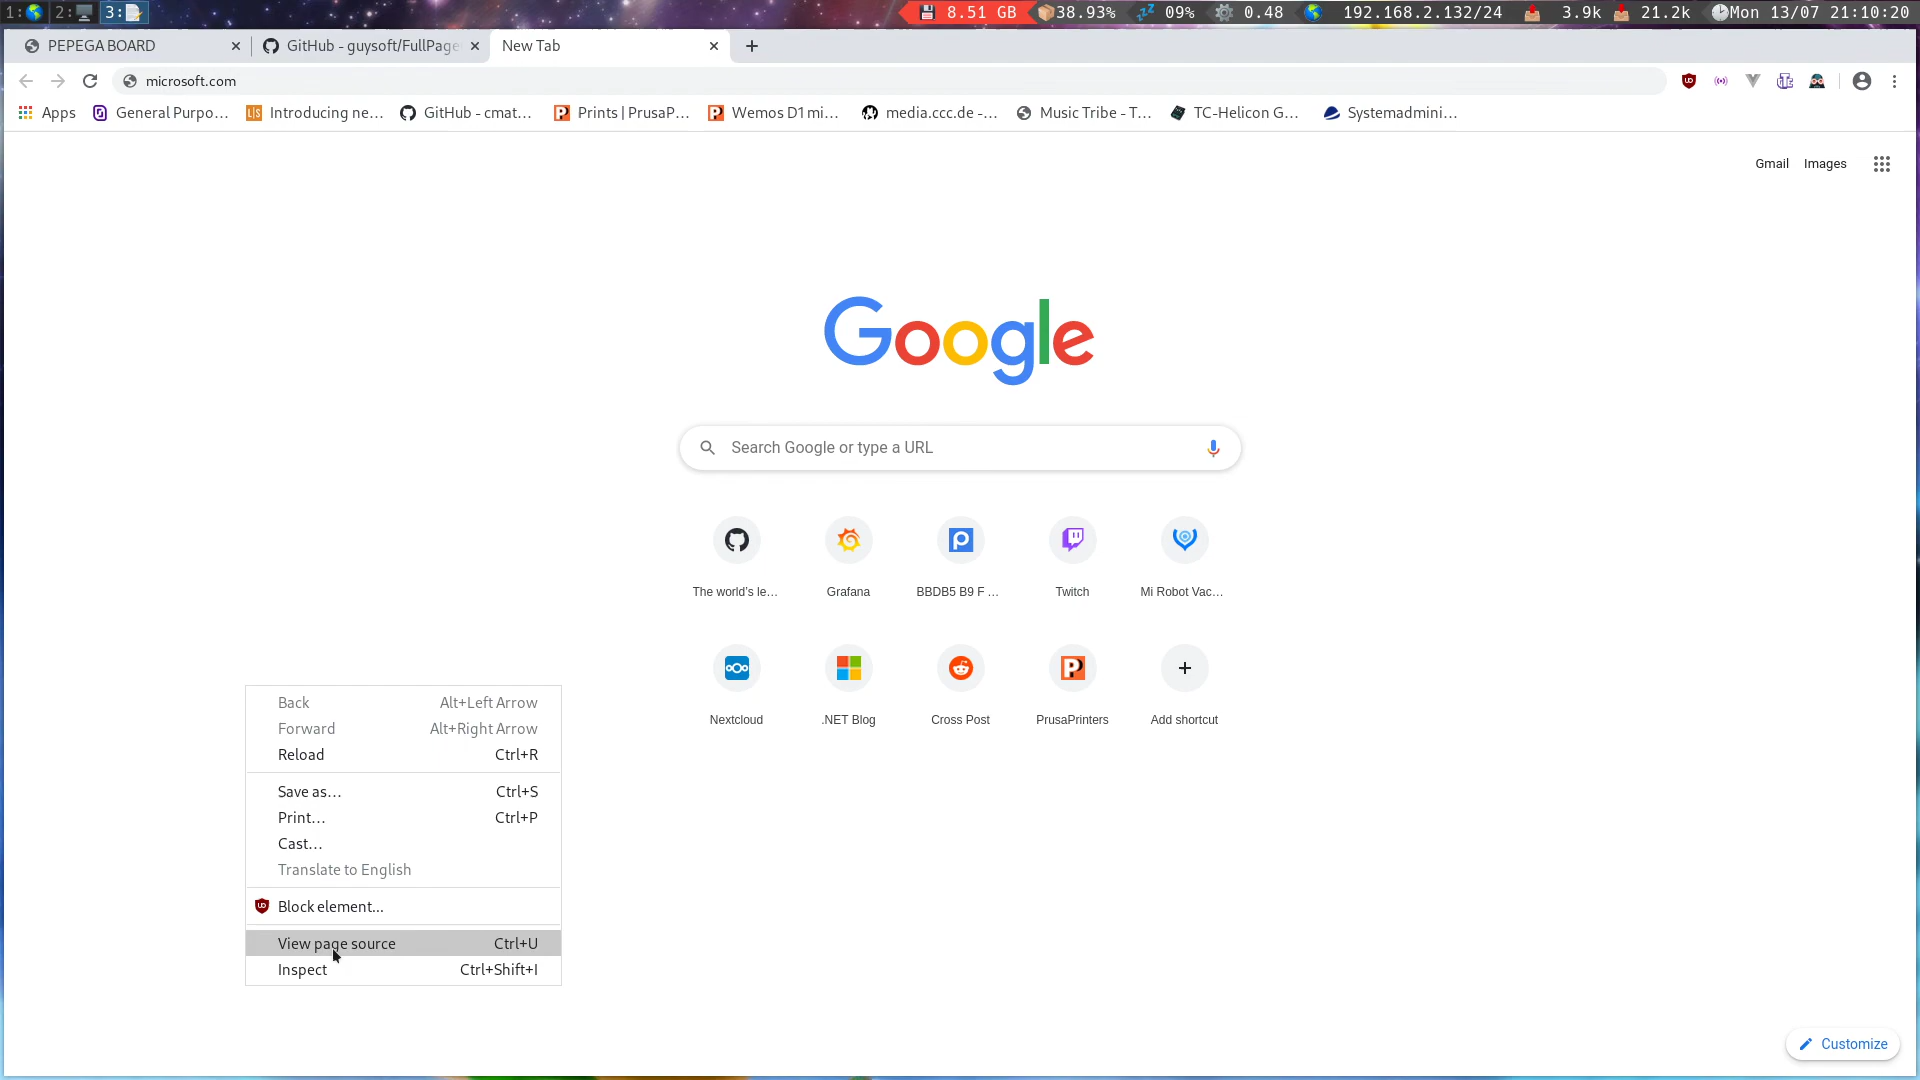 1: 2: 3: 8.51 GB 38.93% 09% 0.48 192.168.2.132/24 3.9k 21.2k Mon 13/07 21:10:20
PEPEGA BOARD GitHub - guysoft/FullPage New Tab
microsoft.com
Apps General Purpo... Introducing ne... GitHub - cmat... Prints | PrusaP... Wemos D1 mi... media.ccc.de -... Music Tribe - T... TC-Helicon G... Systemadmini...
Gmail Images
Google
Search Google or type a URL
The world's le... Grafana BBDB5 B9 F ... Twitch Mi Robot Vac...
Nextcloud .NET Blog Cross Post PrusaPrinters Add shortcut
Back Alt+Left Arrow
Forward Alt+Right Arrow
Reload Ctrl+R
Save as... Ctrl+S
Print... Ctrl+P
Cast...
Translate to English
Block element...
View page source Ctrl+U
Inspect Ctrl+Shift+I
Customize